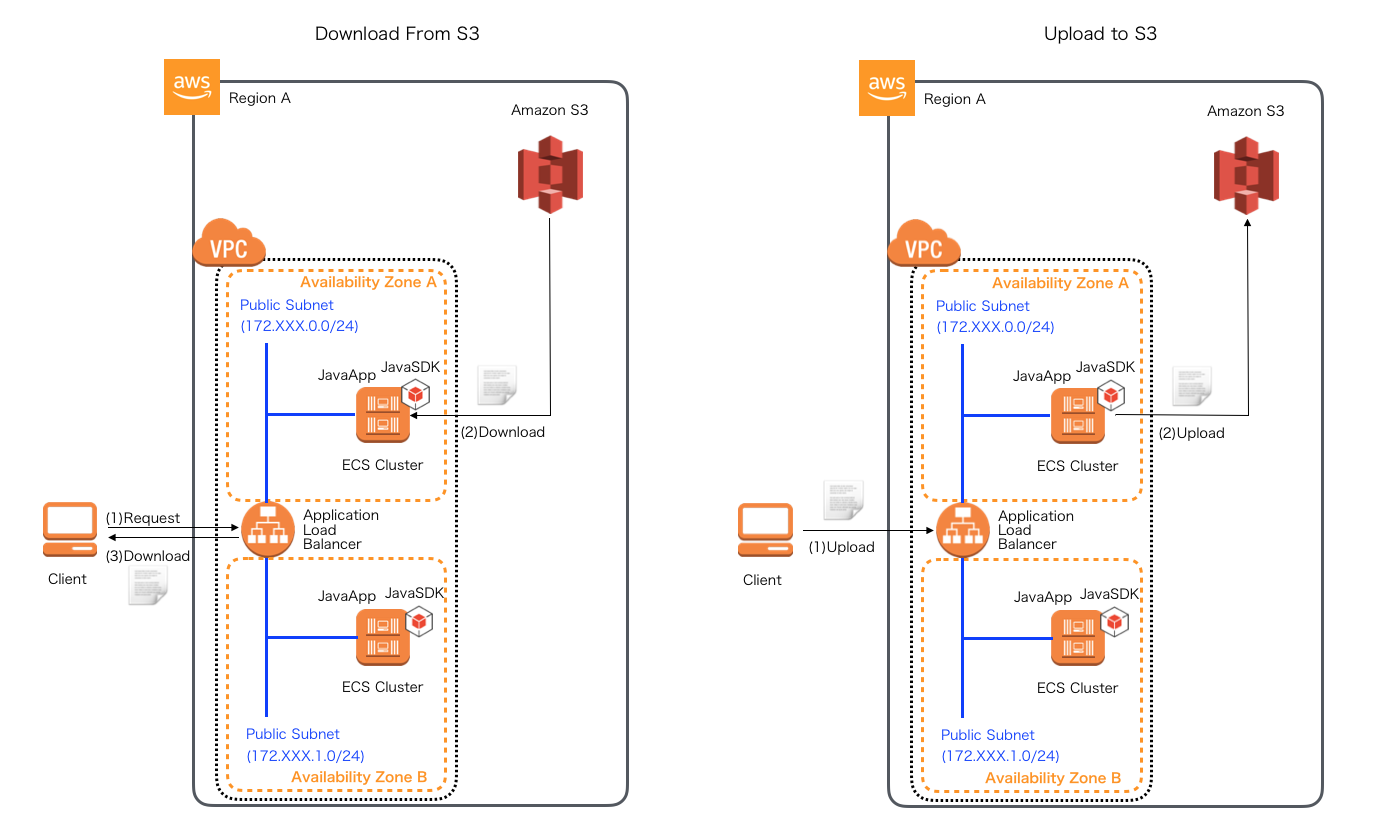 Download From S3
aws
Region A
Amazon S3
VPC
Availability Zone A
Public Subnet
(172.XXX.0.0/24)
JavaApp
JavaSDK
(2)Download
ECS Cluster
(1)Request
Application
Load
Balancer
(3)Download
Client
JavaApp
JavaSDK
ECS Cluster
Public Subnet
(172.XXX.1.0/24)
Availability Zone B
Upload to S3
aws
Region A
Amazon S3
VPC
Availability Zone A
Public Subnet
(172.XXX.0.0/24)
JavaApp
JavaSDK
(2)Upload
ECS Cluster
Application
Load
Balancer
(1)Upload
Client
JavaApp
JavaSDK
ECS Cluster
Public Subnet
(172.XXX.1.0/24)
Availability Zone B